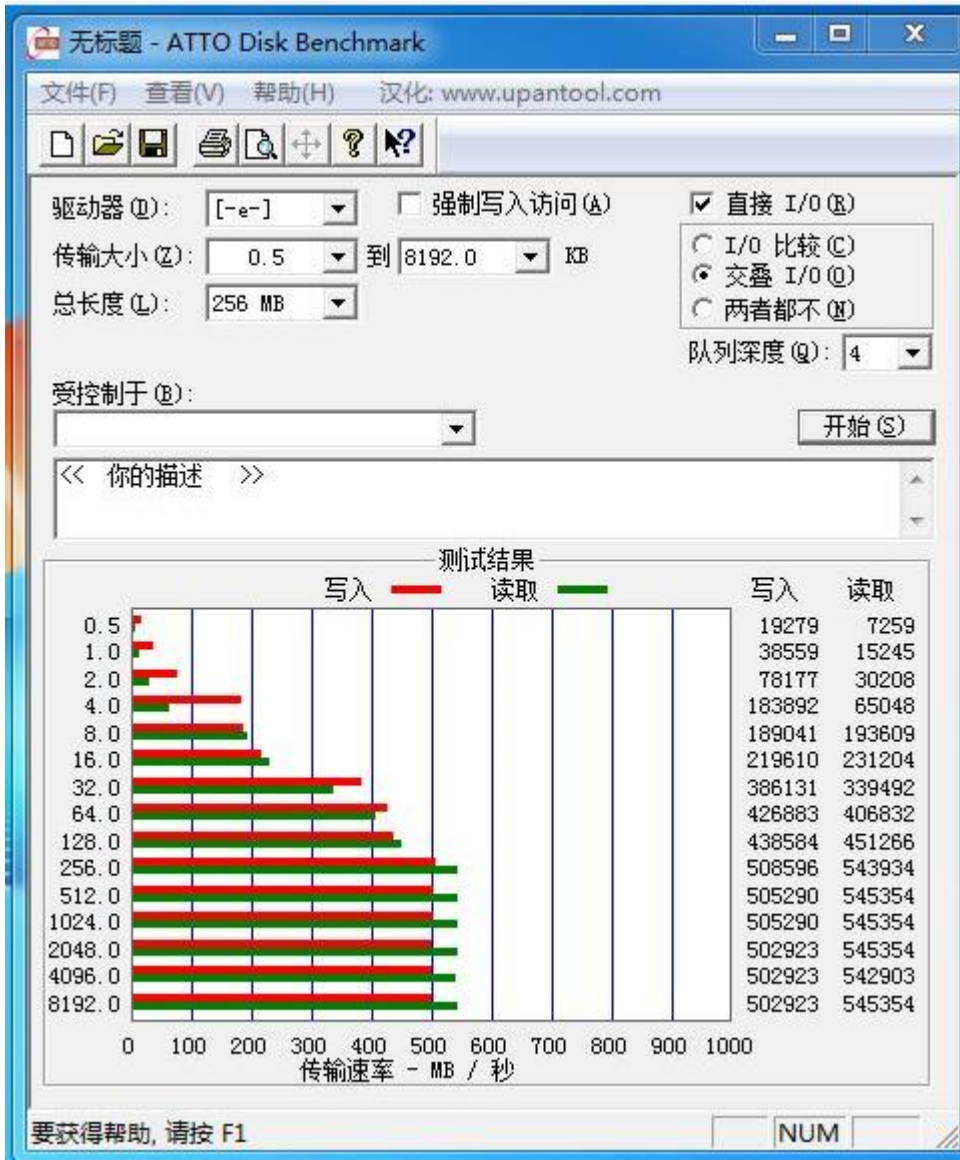 无标题 - ATTO Disk Benchmark
文件(F) 查看(V) 帮助(H) 汉化: www.upantool.com
驱动器(D): [-e-] 强制写入访问(A) 直接 I/O(R)
传输大小(Z): 0.5 到 8192.0 KB I/O 比较(C)
交叠 I/O(O)
总长度(L): 256 MB 两者都不(N)
队列深度(Q): 4
受控制于(B):
开始(S)
<< 你的描述 >>
测试结果
写入 读取 写入 读取
0.5 19279 7259
1.0 38559 15245
2.0 78177 30208
4.0 183892 65048
8.0 189041 193609
16.0 219610 231204
32.0 386131 339492
64.0 426883 406832
128.0 438584 451266
256.0 508596 543934
512.0 505290 545354
1024.0 505290 545354
2048.0 502923 545354
4096.0 502923 542903
8192.0 502923 545354
0 100 200 300 400 500 600 700 800 900 1000
传输速率 - MB / 秒
要获得帮助, 请按 F1 NUM